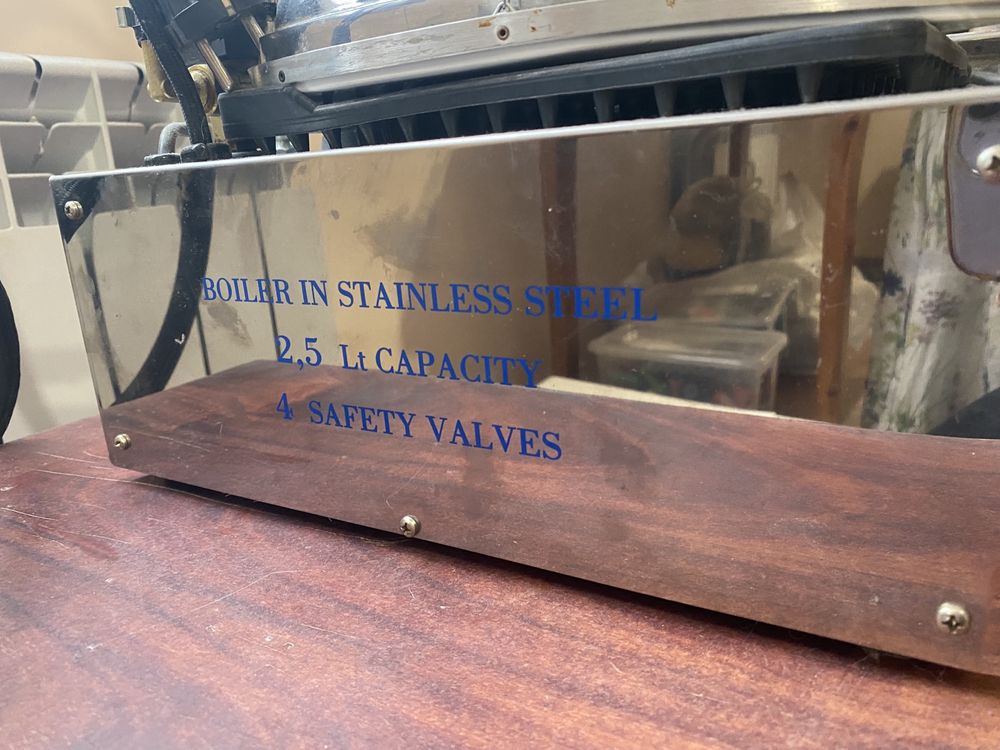 BOILER IN STAINLESS STEEL
2,5 Lt CAPACITY
4 SAFETY VALVES